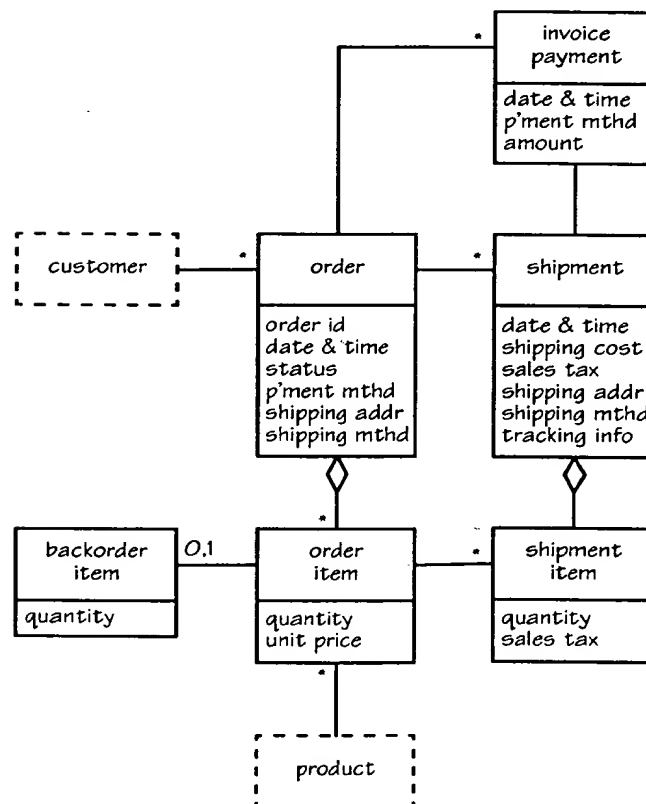 *
invoice
payment
date & time
p'ment mthd
amount
customer
*
order
*
shipment
order id
date & time
status
p'ment mthd
shipping addr
shipping mthd
date & time
shipping cost
sales tax
shipping addr
shipping mthd
tracking info
*
backorder
item
0,1
order
item
*
shipment
item
quantity
quantity
unit price
quantity
sales tax
*
product